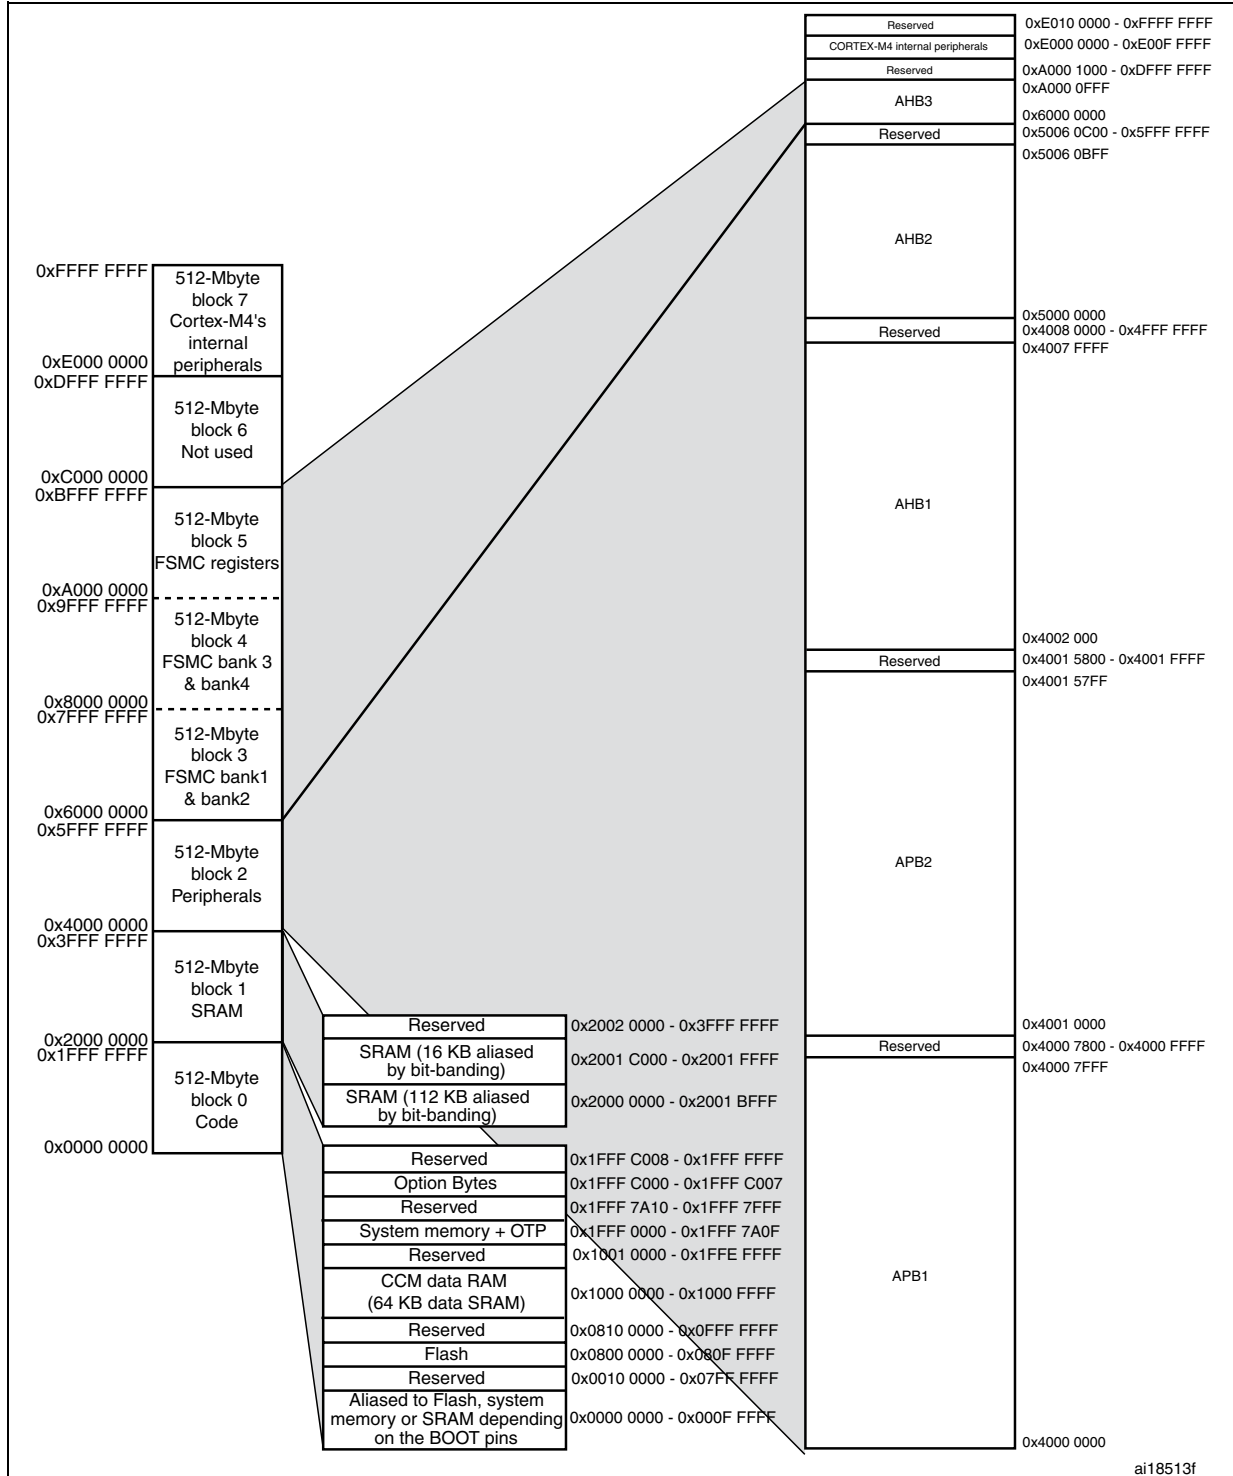 Reserved
0xE010 0000 - 0xFFFF FFFF
CORTEX-M4 internal peripherals
0xE000 0000 - 0xE00F FFFF
Reserved
0xA000 1000 - 0xDFFF FFFF
0xA000 0FFF
AHB3
0x6000 0000
Reserved
0x5006 0C00 - 0x5FFF FFFF
0x5006 0BFF
AHB2
0x5000 0000
Reserved
0x4008 0000 - 0x4FFF FFFF
0x4007 FFFF
AHB1
0x4002 000
Reserved
0x4001 5800 - 0x4001 FFFF
0x4001 57FF
APB2
0x4001 0000
Reserved
0x4000 7800 - 0x4000 FFFF
0x4000 7FFF
APB1
0x4000 0000
0xFFFF FFFF
512-Mbyte
block 7
Cortex-M4's
internal
peripherals
0xE000 0000
0xDFFF FFFF
512-Mbyte
block 6
Not used
0xC000 0000
0xBFFF FFFF
512-Mbyte
block 5
FSMC registers
0xA000 0000
0x9FFF FFFF
512-Mbyte
block 4
FSMC bank 3
& bank4
0x8000 0000
0x7FFF FFFF
512-Mbyte
block 3
FSMC bank1
& bank2
0x6000 0000
0x5FFF FFFF
512-Mbyte
block 2
Peripherals
0x4000 0000
0x3FFF FFFF
512-Mbyte
block 1
SRAM
0x2000 0000
0x1FFF FFFF
512-Mbyte
block 0
Code
0x0000 0000
Reserved
0x2002 0000 - 0x3FFF FFFF
SRAM (16 KB aliased
by bit-banding)
0x2001 C000 - 0x2001 FFFF
SRAM (112 KB aliased
by bit-banding)
0x2000 0000 - 0x2001 BFFF
Reserved
0x1FFF C008 - 0x1FFF FFFF
Option Bytes
0x1FFF C000 - 0x1FFF C007
Reserved
0x1FFF 7A10 - 0x1FFF 7FFF
System memory + OTP
0x1FFF 0000 - 0x1FFF 7A0F
Reserved
0x1001 0000 - 0x1FFE FFFF
CCM data RAM
(64 KB data SRAM)
0x1000 0000 - 0x1000 FFFF
Reserved
0x0810 0000 - 0x0FFF FFFF
Flash
0x0800 0000 - 0x080F FFFF
Reserved
0x0010 0000 - 0x07FF FFFF
Aliased to Flash, system
memory or SRAM depending
on the BOOT pins
0x0000 0000 - 0x000F FFFF
ai18513f